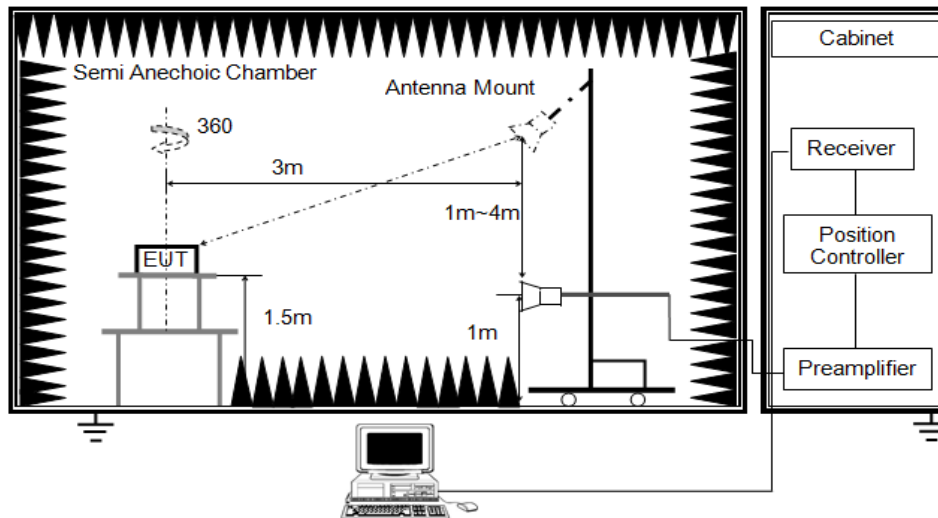 Semi Anechoic Chamber
Antenna Mount
360
3m
1m~4m
EUT
1.5m
1m
Cabinet
Receiver
Position
Controller
Preamplifier